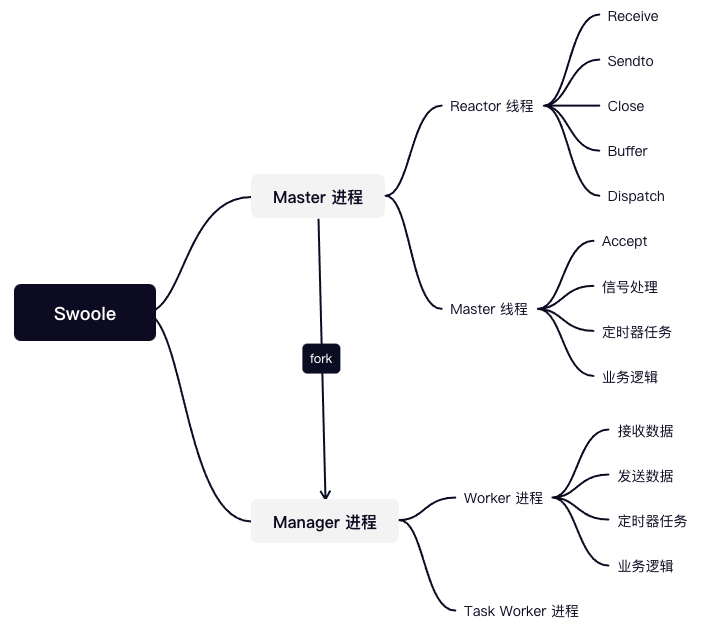 Swoole
Master 进程
Reactor 线程
Receive
Sendto
Close
Buffer
Dispatch
Master 线程
Accept
信号处理
定时器任务
业务逻辑
fork
Manager 进程
Worker 进程
接收数据
发送数据
定时器任务
业务逻辑
Task Worker 进程